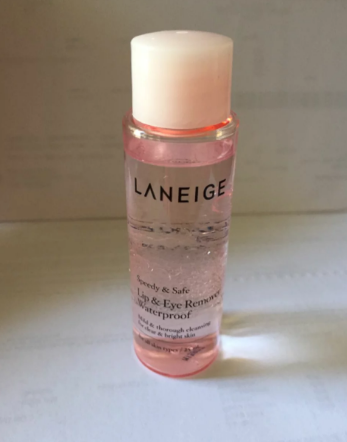 LANEIGE
Speedy & Safe
Lip & Eye Remover
Waterproof
Mild & thorough cleansing
for clear & bright skin